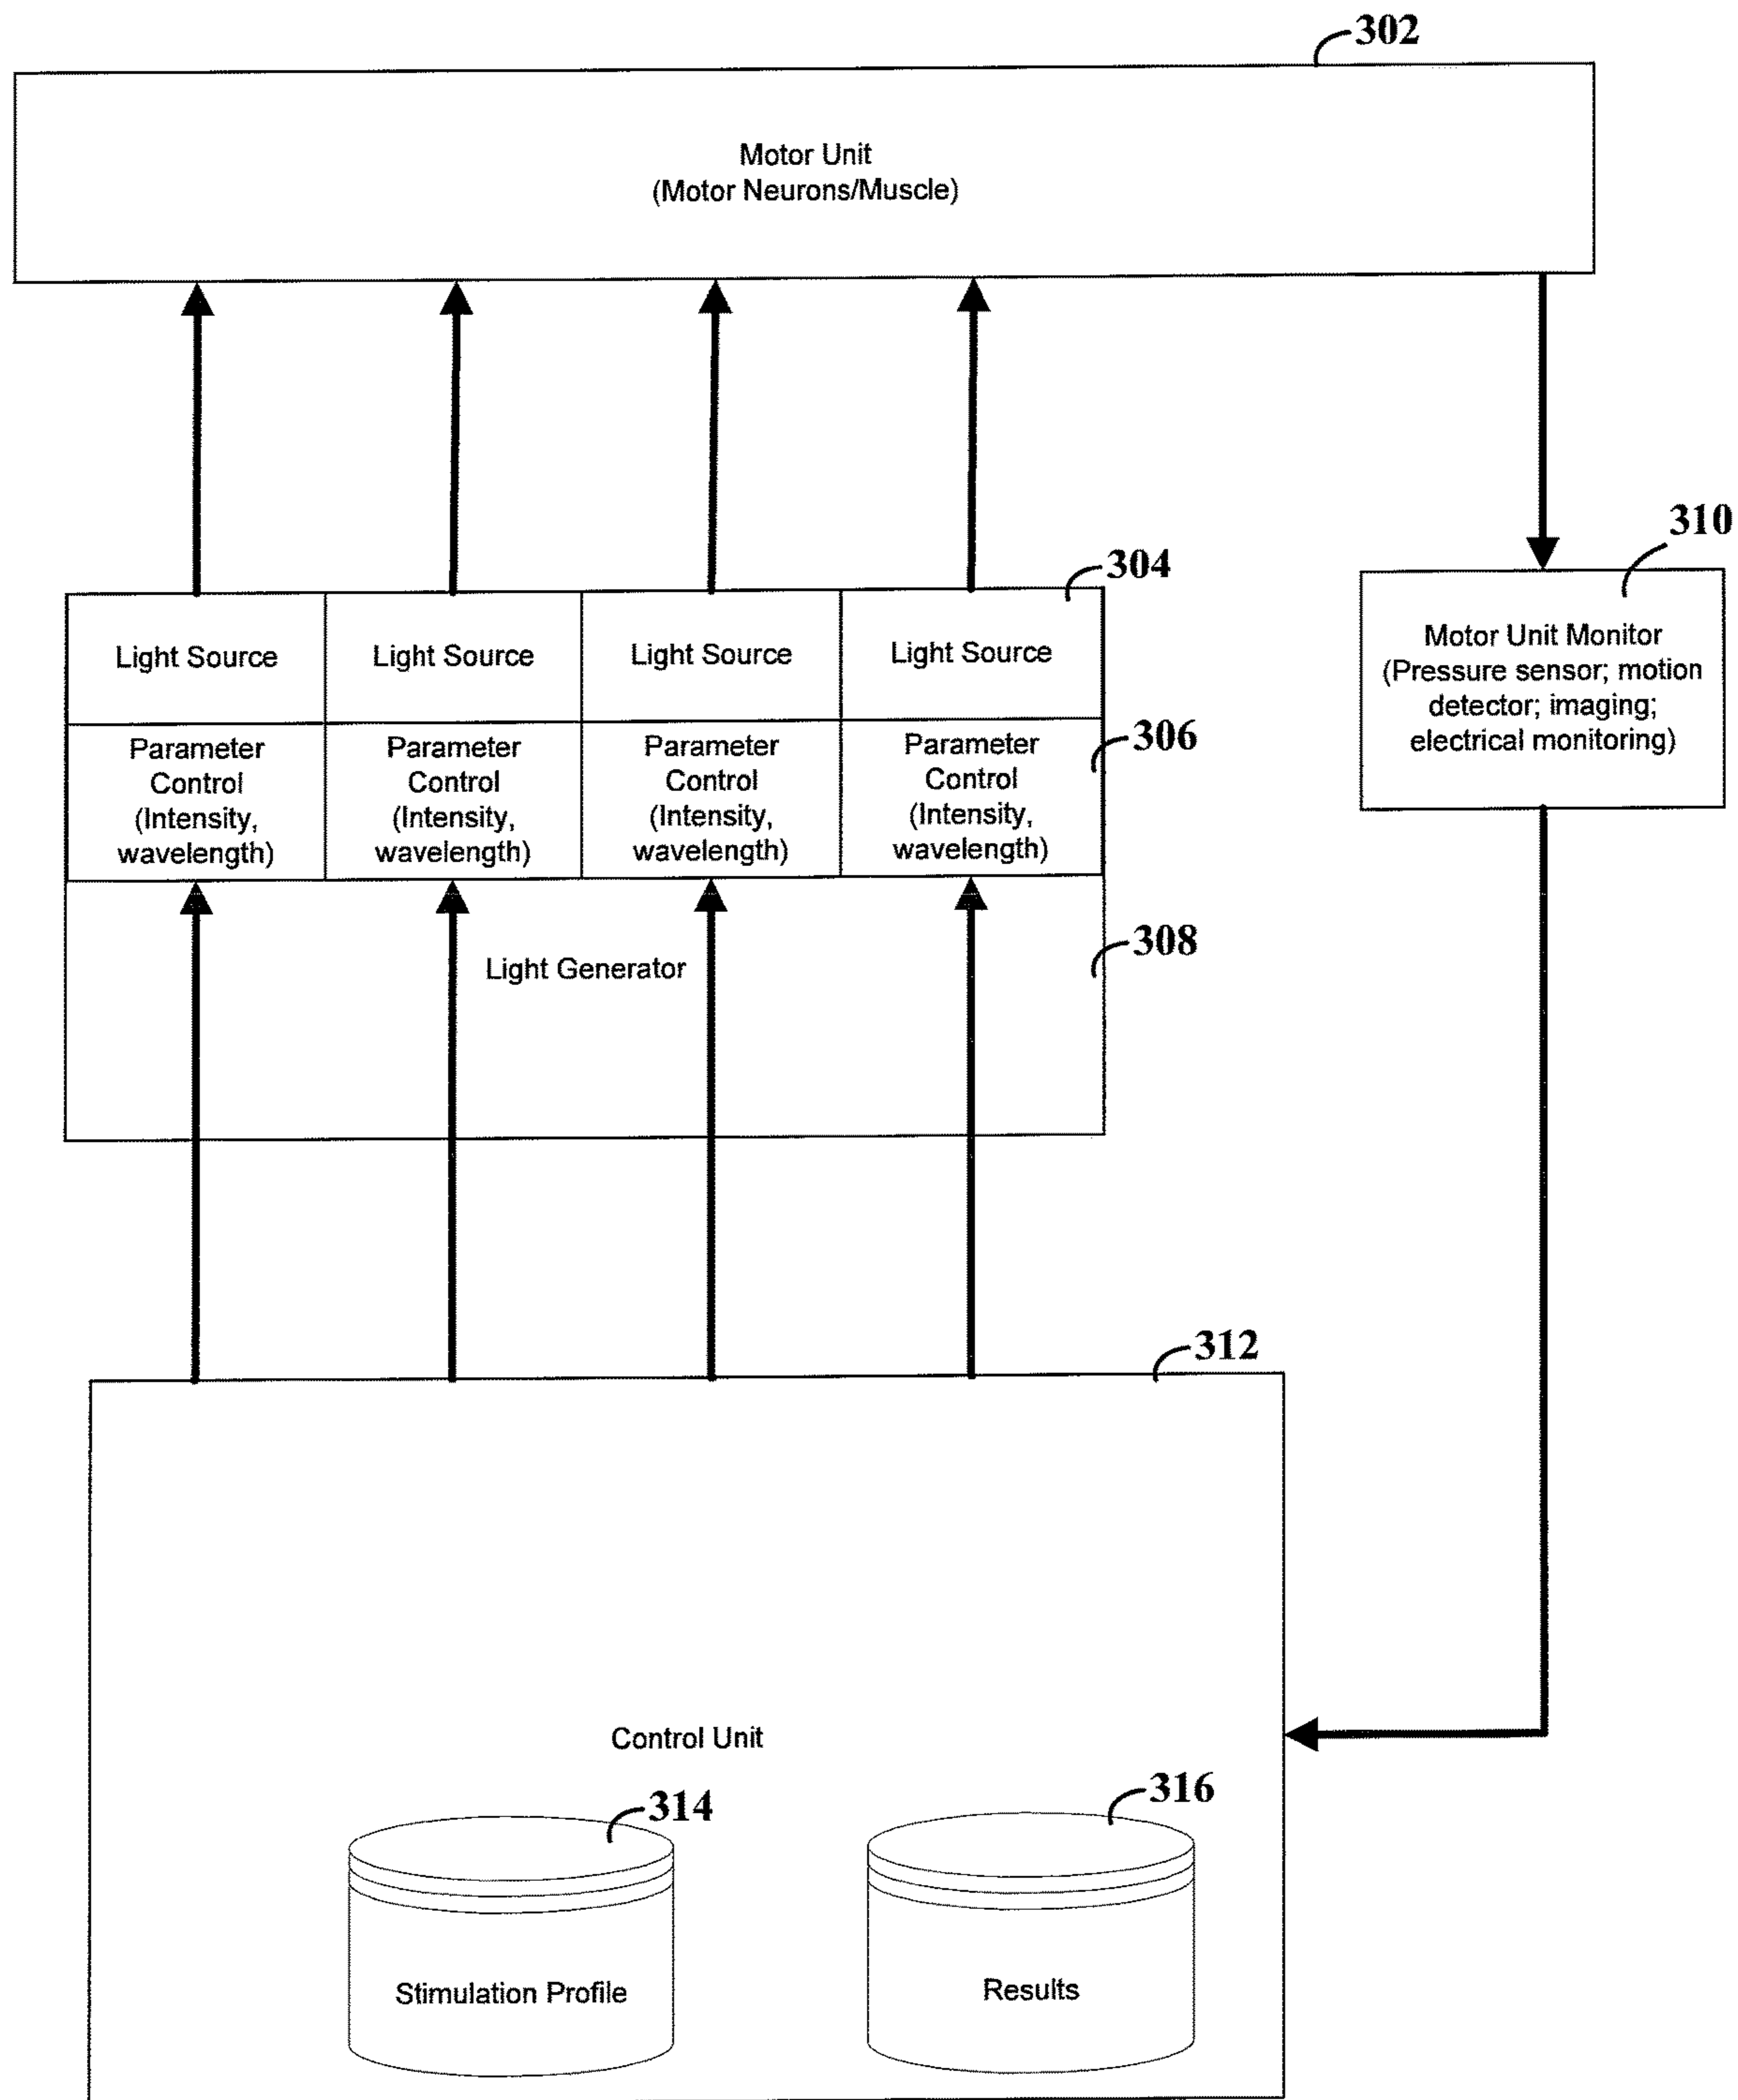 302
Motor Unit
(Motor Neurons/Muscle)
304
310
Light Source
Light Source
Light Source
Light Source
Motor Unit Monitor
(Pressure sensor; motion
detector; imaging;
electrical monitoring)
306
Parameter
Control
(Intensity,
wavelength)
Parameter
Control
(Intensity,
wavelength)
Parameter
Control
(Intensity,
wavelength)
Parameter
Control
(Intensity,
wavelength)
308
Light Generator
312
Control Unit
314
316
Stimulation Profile
Results